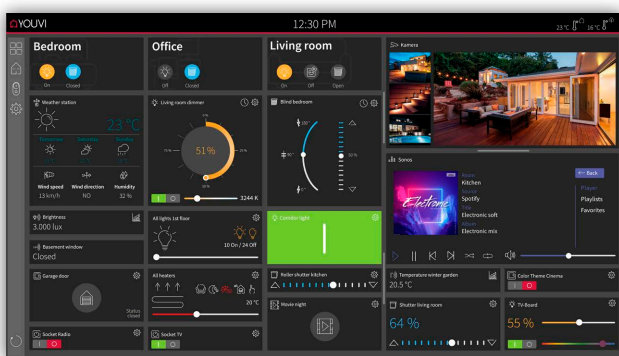 YOUVI
12:30 PM
23 °C
16 °C
Bedroom
On
Closed
Office
Off
Closed
Living room
On
Off
Open
Kamera
Weather station
23 °C
Wind speed
13 km/h
Wind direction
NO
Humidity
32 %
Living room dimmer
51%
I O
3244 K
Blind bedroom
Brightness
3.000 lux
Basement window
Closed
All lights 1st floor
10 On / 24 Off
Corridor light
Sonos
Electronic
Room
Kitchen
Source
Spotify
Title
Electronic soft
Album
Electronic mix
Back
Player
Playlists
Favorites
Garage door
Status
closed
All heaters
20 °C
Roller shutter kitchen
Movie night
Temperature winter garden
20.5 °C
Color Theme Cinema
I O
Shutter living room
64 %
TV-Board
55 %
I O
Socket Radio
I O
Socket TV
I O